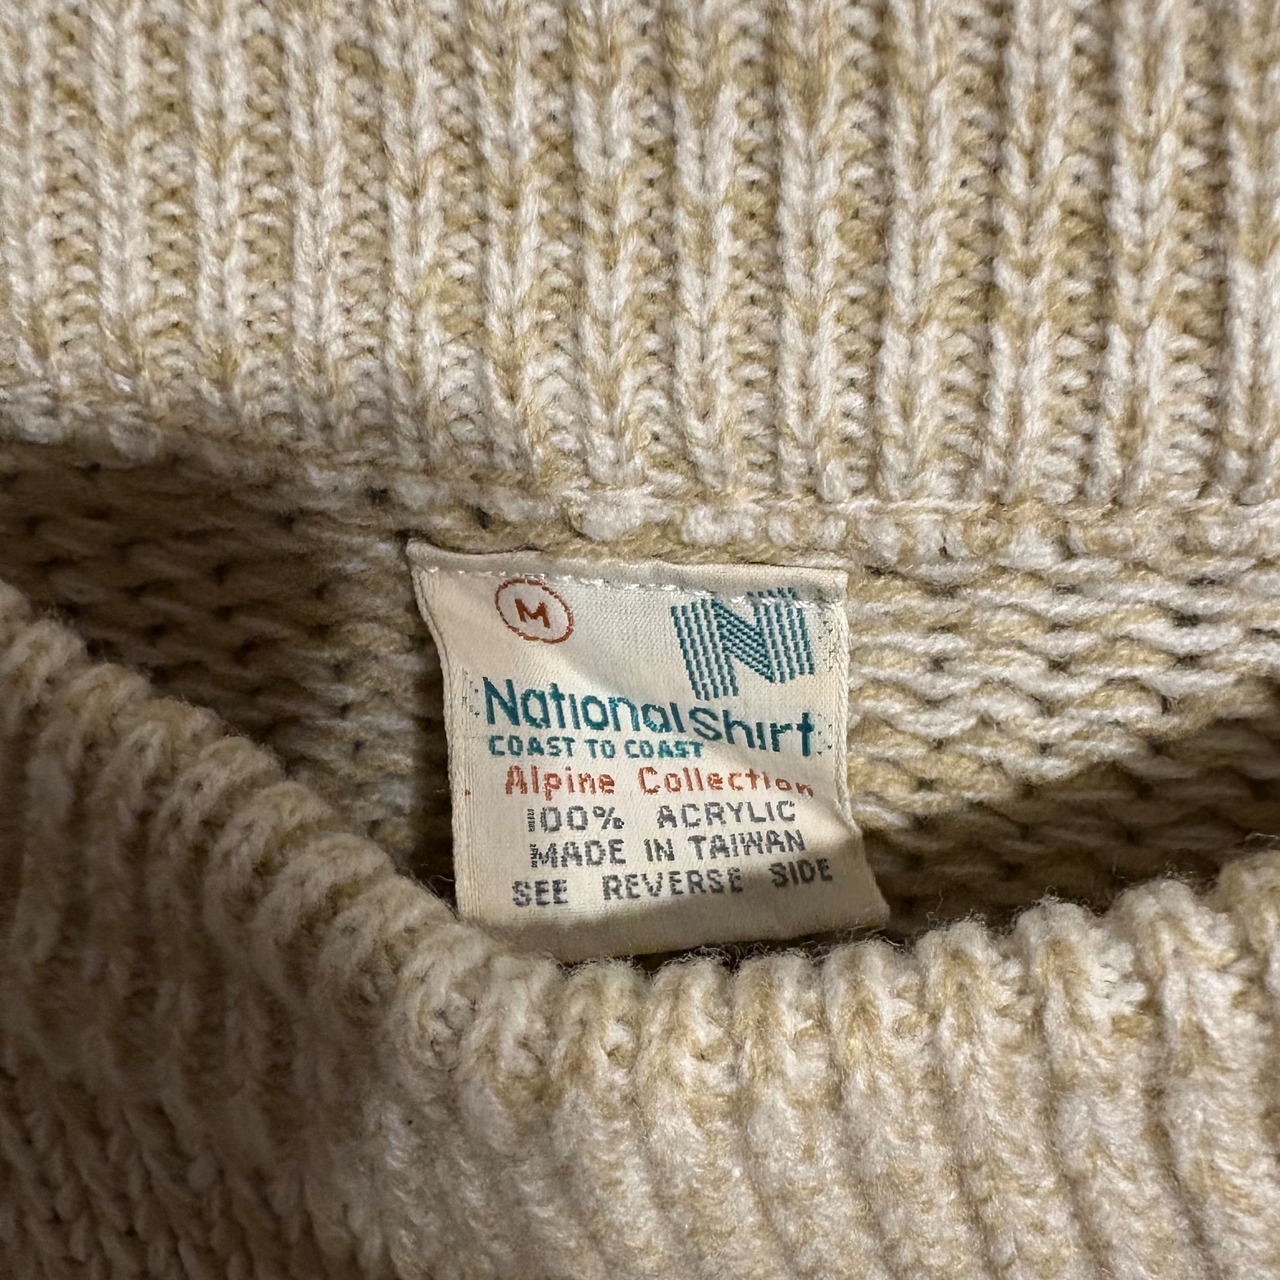 M
N
NationalShirt
COAST TO COAST
Alpine Collection
100% ACRYLIC
MADE IN TAIWAN
SEE REVERSE SIDE